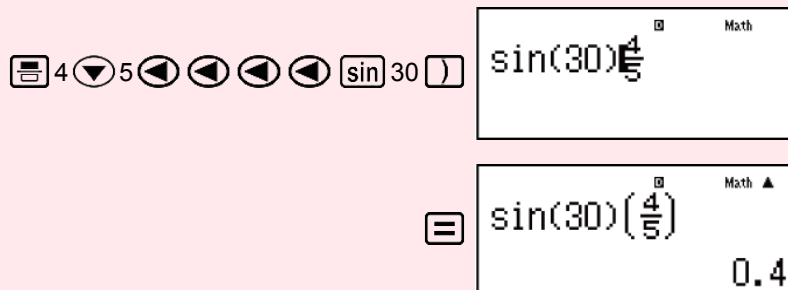 D Math
4 5 sin 30 ) sin(30)4/5
D Math ▲
= sin(30)(4/5)
0.4